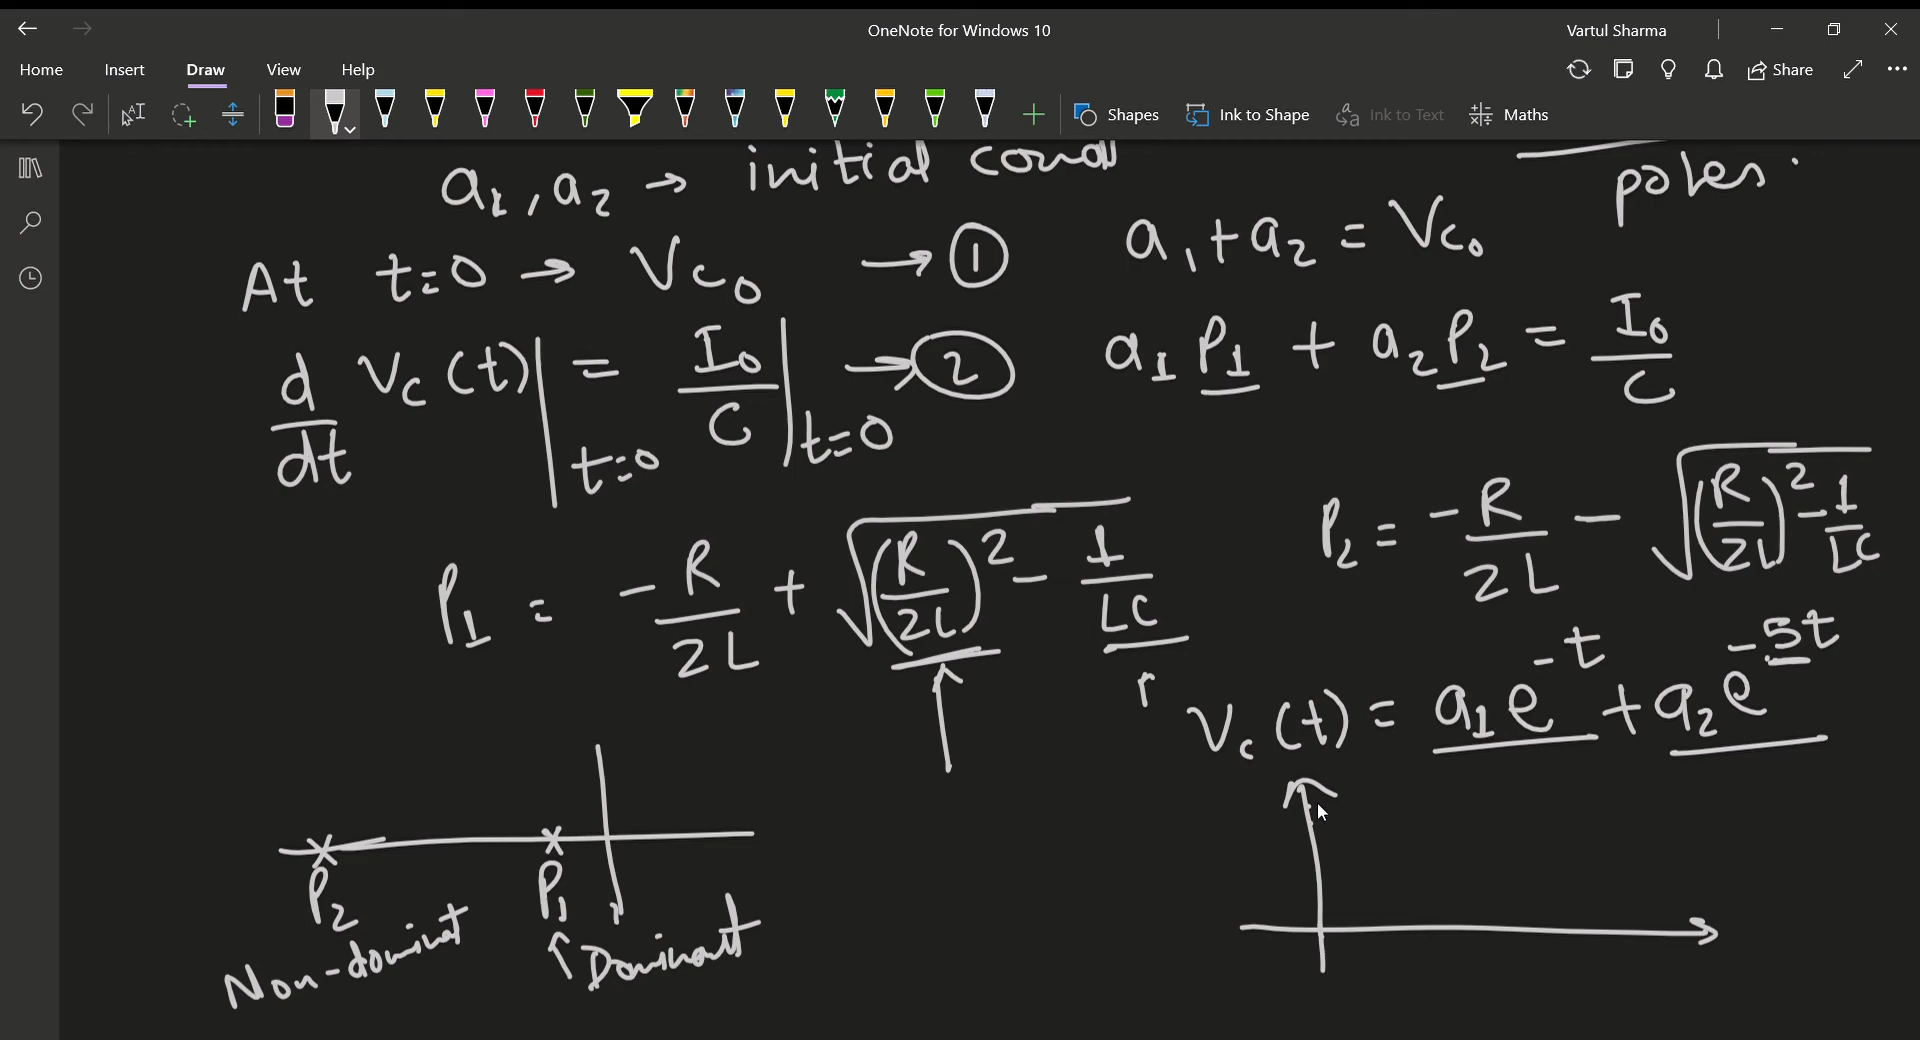 OneNote for Windows 10
Vartul Sharma
Home Insert Draw View Help
Share
Shapes Ink to Shape Ink to Text Maths
a1, a2 → initial cond
poles.
At t=0 → Vc0 → 1
a1+a2 = Vc0
d/dt Vc(t)|t=0 = I0/C|t=0 → 2
a1 P1 + a2 P2 = I0/C
P1 = -R/2L + √((R/2L)² - 1/LC)
P2 = -R/2L - √((R/2L)² - 1/LC)
Vc(t) = a1e^-t + a2e^-5t
P2 P1
Non-dominat
Dominant